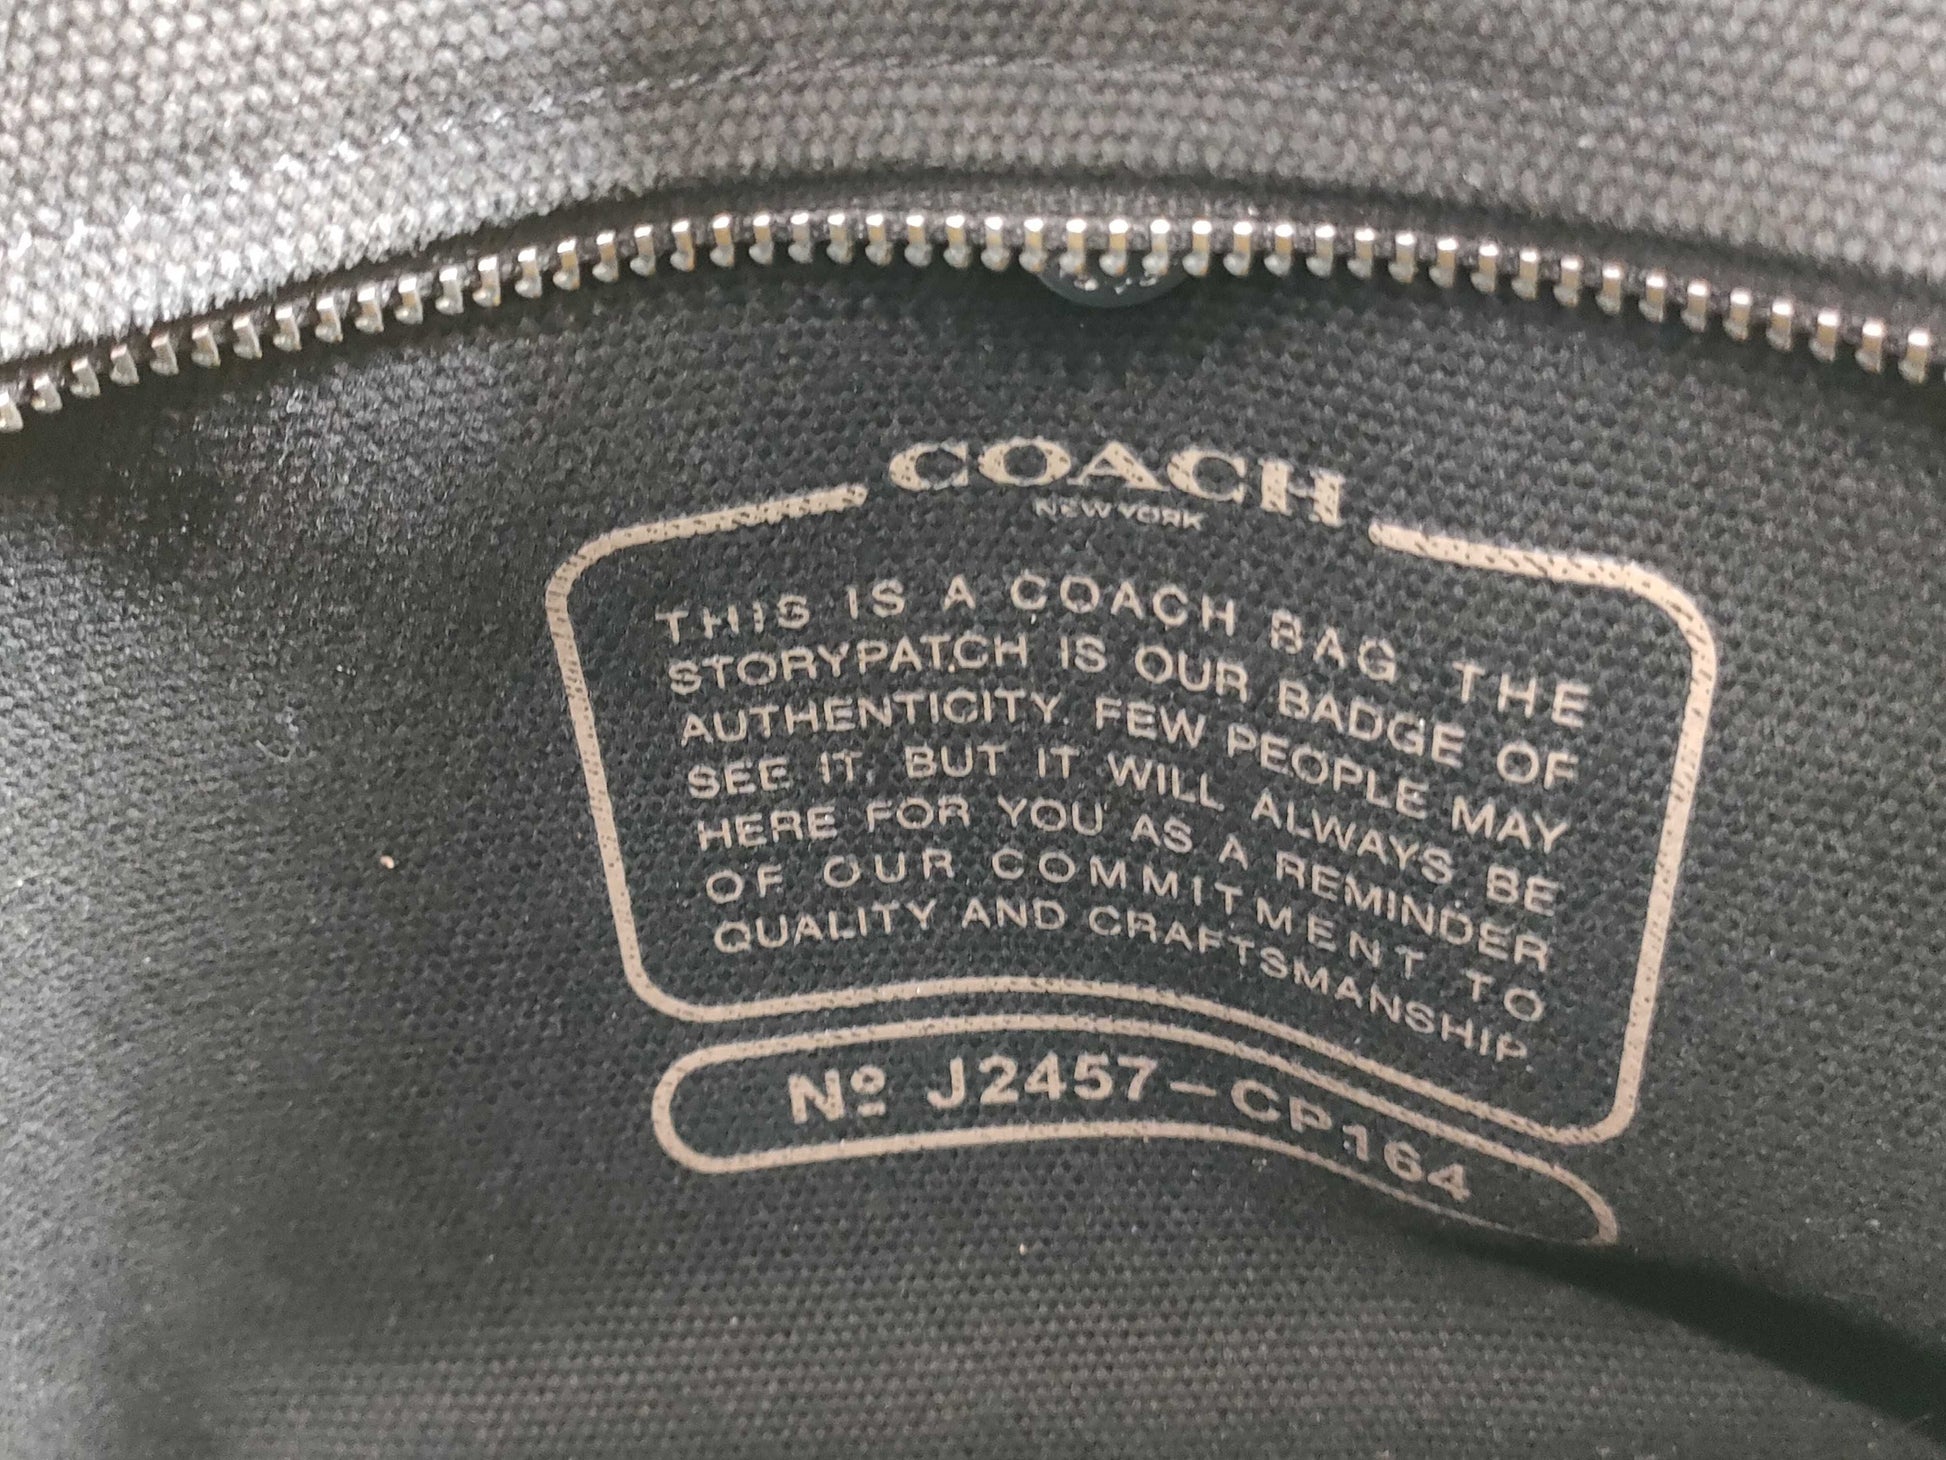 COACH
NEW YORK
THIS IS A COACH BAG. THE
STORYPATCH IS OUR BADGE OF
AUTHENTICITY. FEW PEOPLE MAY
SEE IT, BUT IT WILL ALWAYS BE
HERE FOR YOU AS A REMINDER
OF OUR COMMITMENT TO
QUALITY AND CRAFTSMANSHIP
Nº J2457-CP164